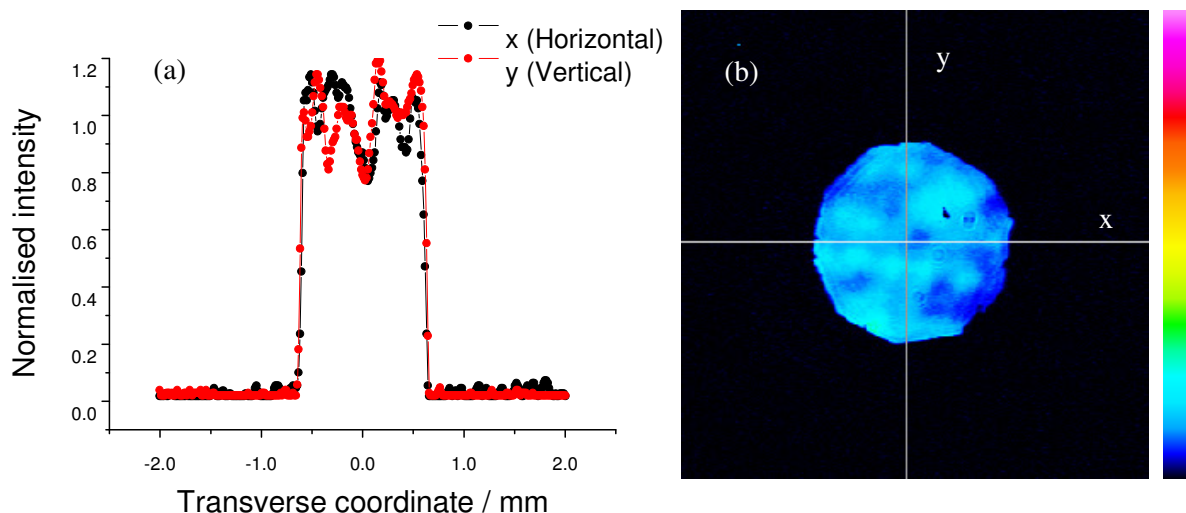 x (Horizontal)
y (Vertical)
(a)
1.2
1.0
0.8
0.6
0.4
0.2
0.0
Normalised intensity
-2.0 -1.0 0.0 1.0 2.0
Transverse coordinate / mm
(b)
y
x